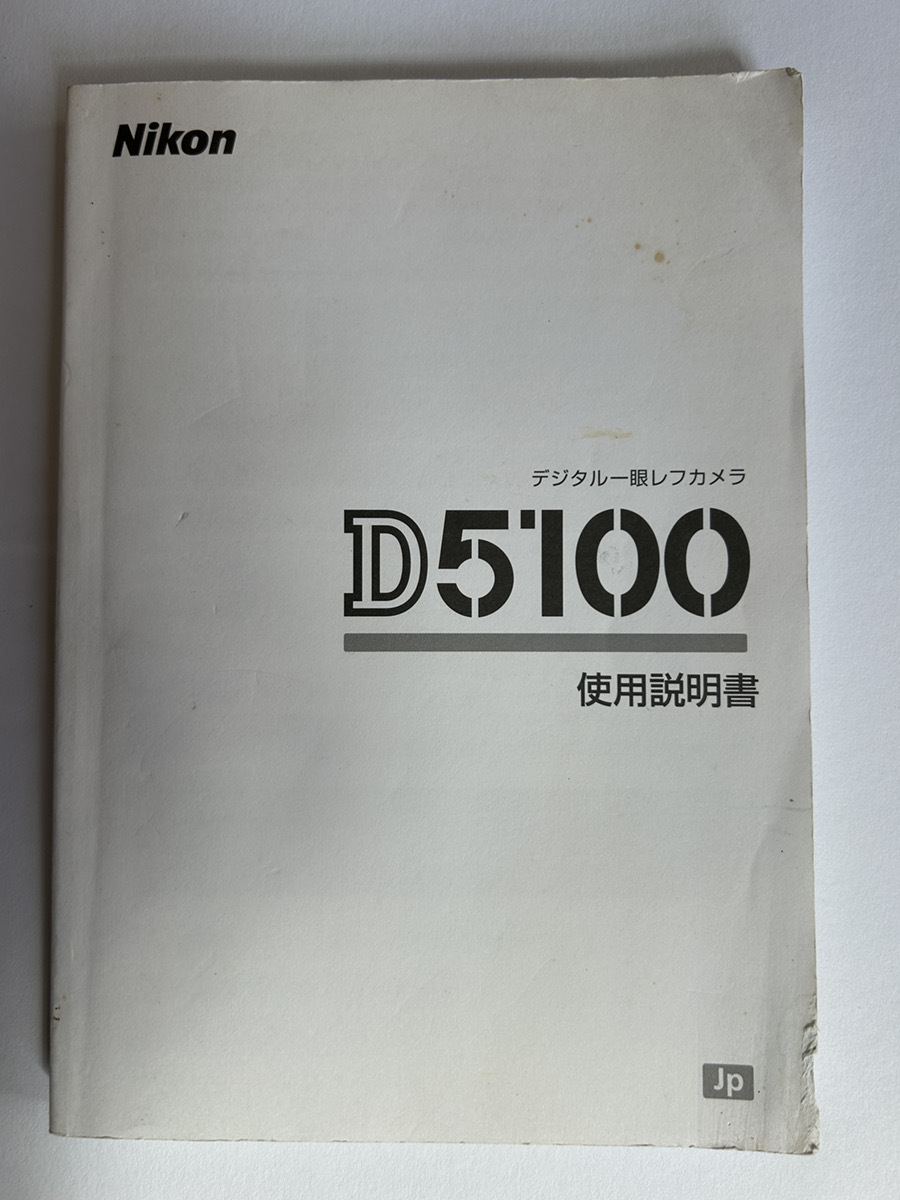 Nikon
デジタル一眼レフカメラ
D5100
使用説明書
Jp